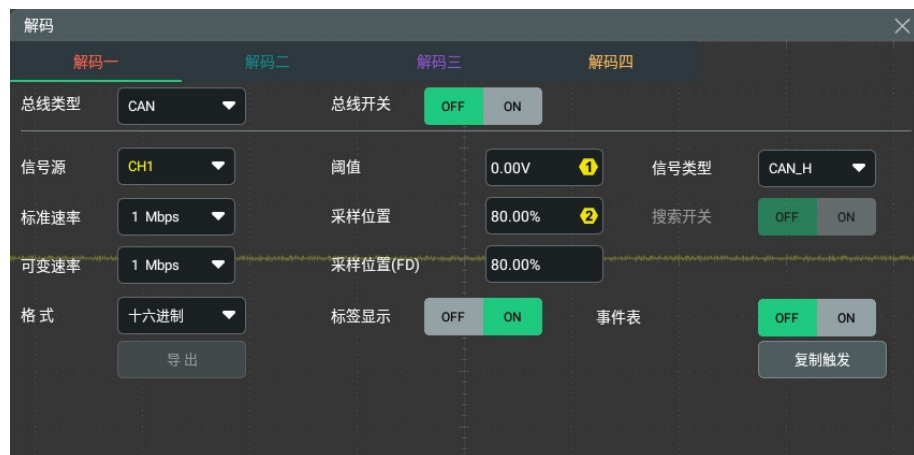 解码
解码一 解码二 解码三 解码四
总线类型 CAN 总线开关 OFF ON
信号源 CH1 阈值 0.00V 1 信号类型 CAN_H
标准速率 1 Mbps 采样位置 80.00% 2 搜索开关 OFF ON
可变速率 1 Mbps 采样位置(FD) 80.00%
格式 十六进制 标签显示 OFF ON 事件表 OFF ON
导出 复制触发